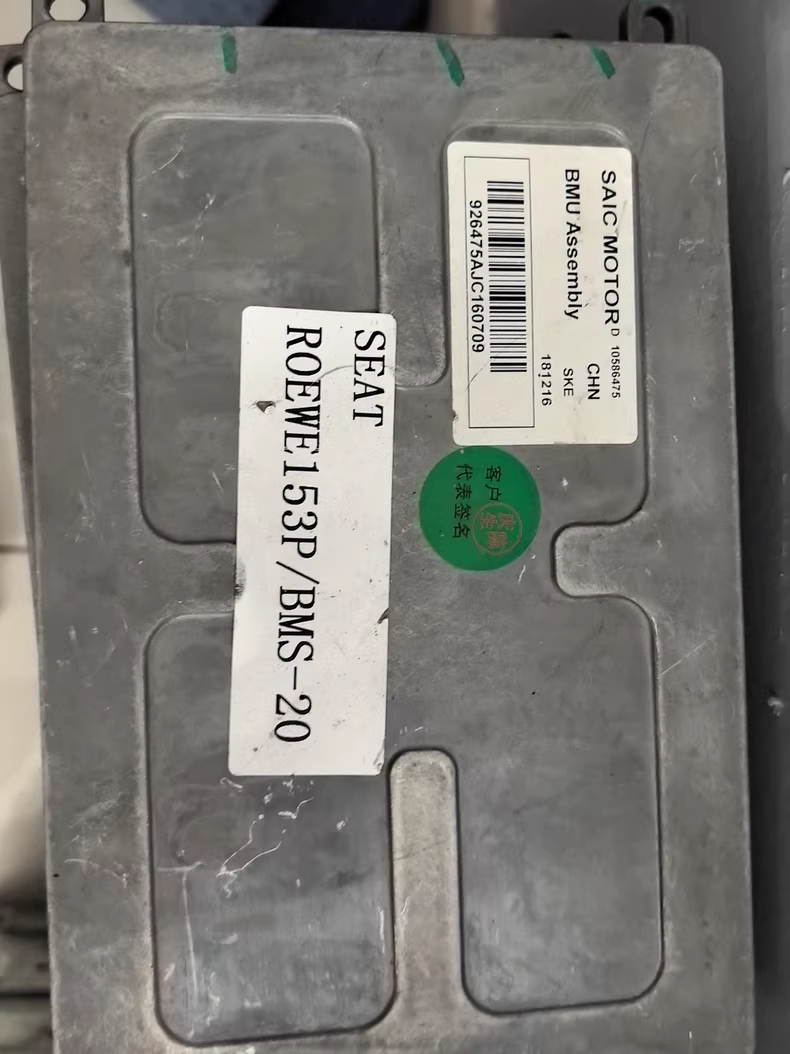 SAIC MOTOR D 10586475
BMU Assembly CHN
SKE
181216
926475AJC160709
客户
代表签名
SEAT
ROEWE153P/BMS-20